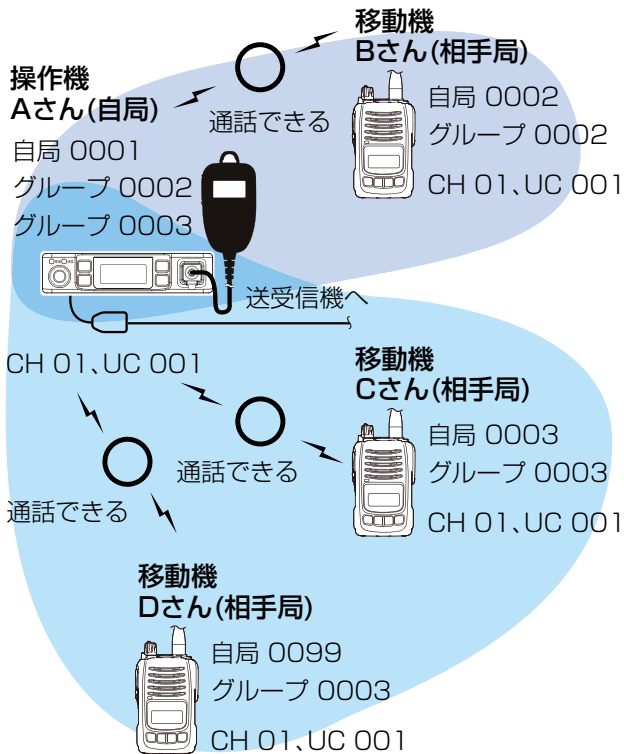 操作機
Aさん(自局)
自局 0001
グループ 0002
グループ 0003
CH 01、UC 001
送受信機へ
通話できる
移動機
Bさん(相手局)
自局 0002
グループ 0002
CH 01、UC 001
通話できる
移動機
Cさん(相手局)
自局 0003
グループ 0003
CH 01、UC 001
通話できる
移動機
Dさん(相手局)
自局 0099
グループ 0003
CH 01、UC 001